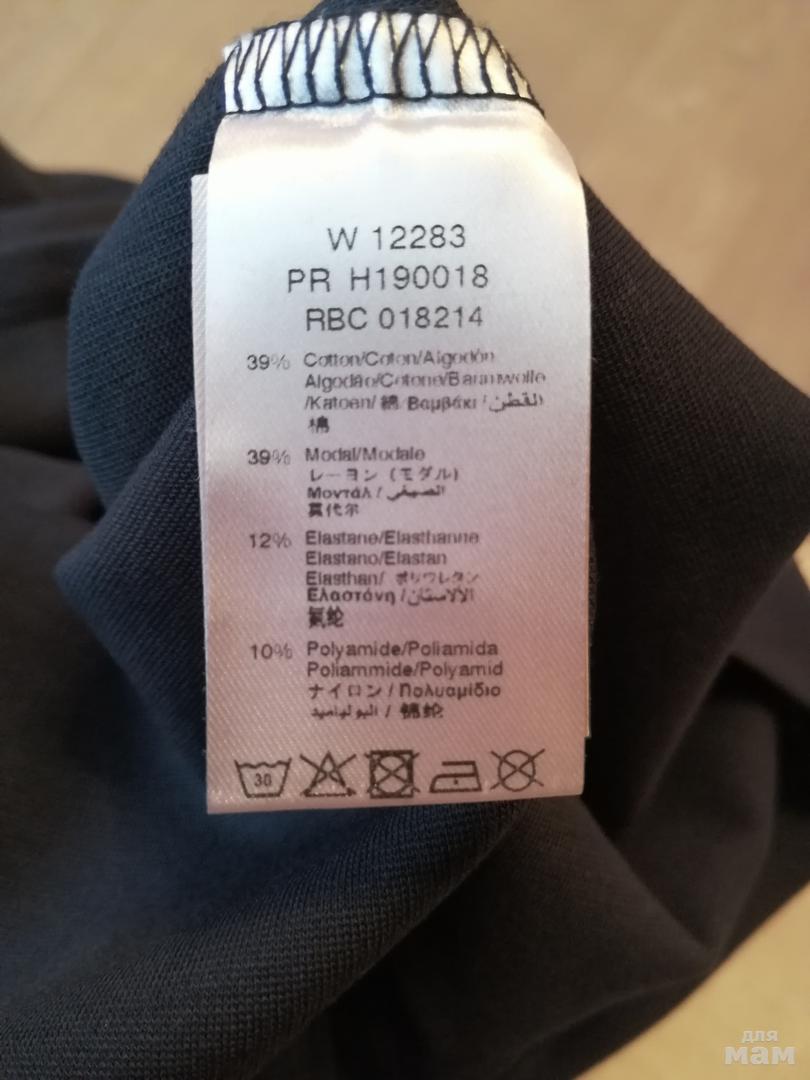 W 12283
PR H190018
RBC 018214
39% Cotton/Coton/Algodón
Algodão/Cotone/Baumwolle
/Katoen/ 綿/Βαμβάκι/القطن
棉
39% Modal/Modale
レーヨン (モダル)
Μοντάλ/
莫代尔
12% Elastane/Elasthanne
Elastano/Elastan
Elasthan/ ポリウレタン
Ελαστάνη/الالاستان
氨纶
10% Polyamide/Poliamida
Poliammide/Polyamid
ナイロン/Πολυαμίδιο
البولياميد / 锦纶
30
для
мам